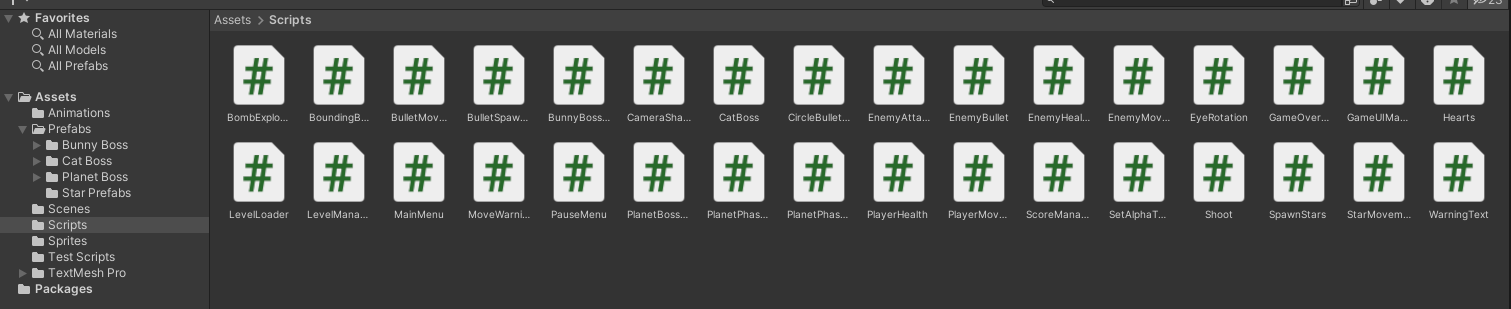 23
Favorites
All Materials
All Models
All Prefabs
Assets
Animations
Prefabs
Bunny Boss
Cat Boss
Planet Boss
Star Prefabs
Scenes
Scripts
Sprites
Test Scripts
TextMesh Pro
Packages
Assets > Scripts
BombExplo... BoundingB... BulletMov... BulletSpaw... BunnyBoss... CameraSha... CatBoss CircleBullet... EnemyAtta... EnemyBullet EnemyHeal... EnemyMov... EyeRotation GameOver... GameUIMa... Hearts
LevelLoader LevelMana... MainMenu MoveWarni... PauseMenu PlanetBoss... PlanetPhas... PlanetPhas... PlayerHealth PlayerMov... ScoreMana... SetAlphaT... Shoot SpawnStars StarMovem... WarningText